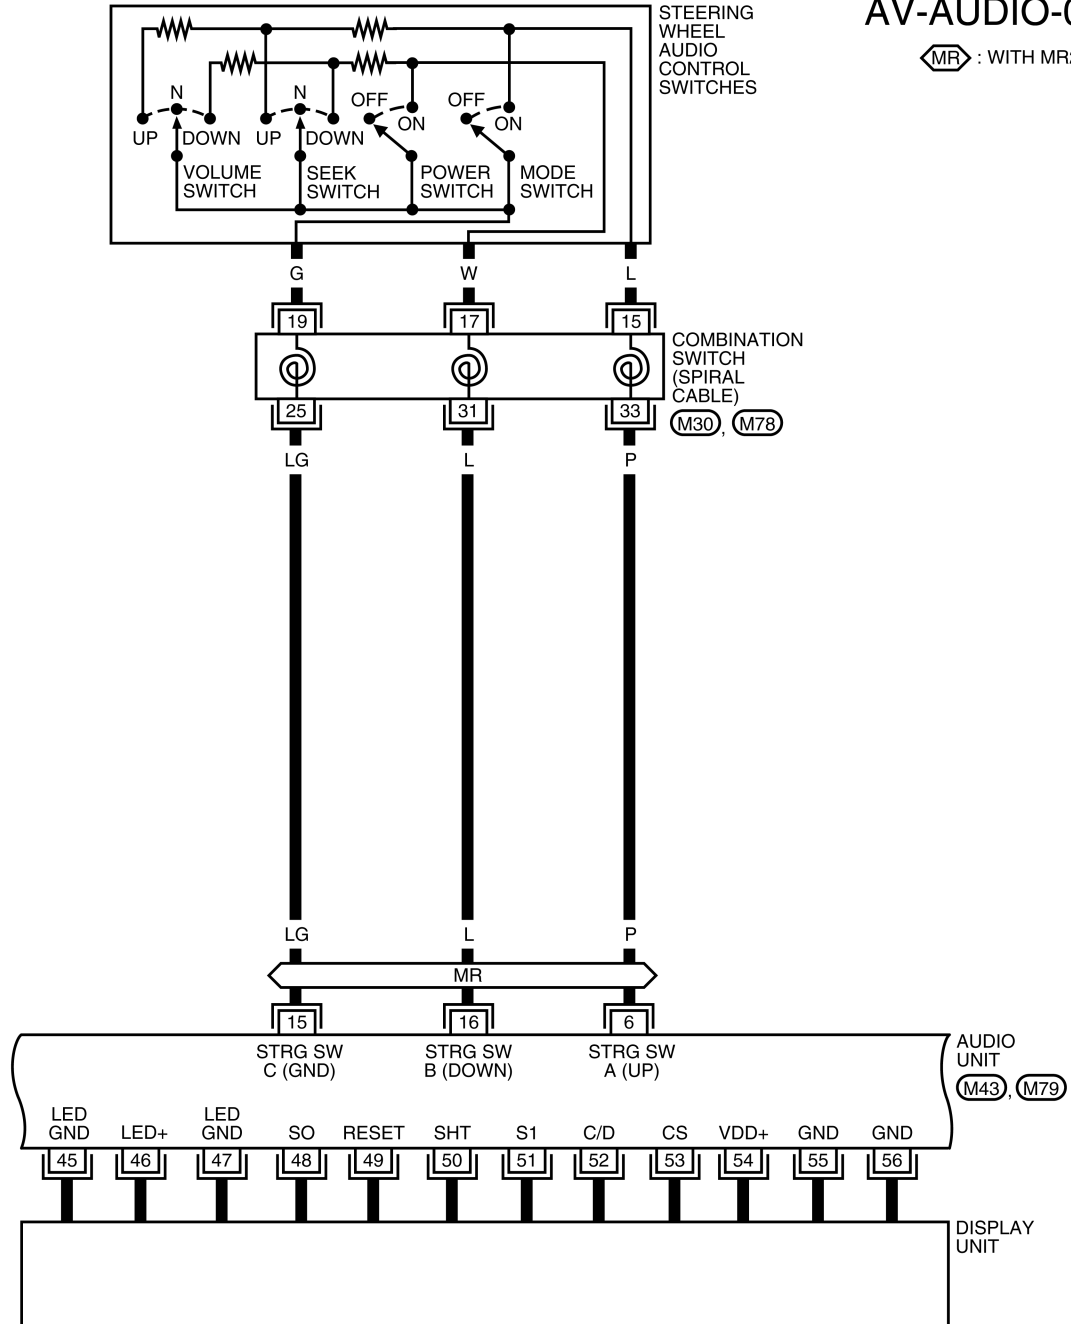 AV-AUDIO-0
MR : WITH MR2
STEERING
WHEEL
AUDIO
CONTROL
SWITCHES
N
N
OFF
OFF
UP
DOWN
UP
DOWN
ON
ON
VOLUME
SWITCH
SEEK
SWITCH
POWER
SWITCH
MODE
SWITCH
G
W
L
19
17
15
COMBINATION
SWITCH
(SPIRAL
CABLE)
M30, M78
25
31
33
LG
L
P
LG
L
P
MR
15
16
6
STRG SW
C (GND)
STRG SW
B (DOWN)
STRG SW
A (UP)
AUDIO
UNIT
M43, M79
LED
GND
LED+
LED
GND
SO
RESET
SHT
S1
C/D
CS
VDD+
GND
GND
45
46
47
48
49
50
51
52
53
54
55
56
DISPLAY
UNIT